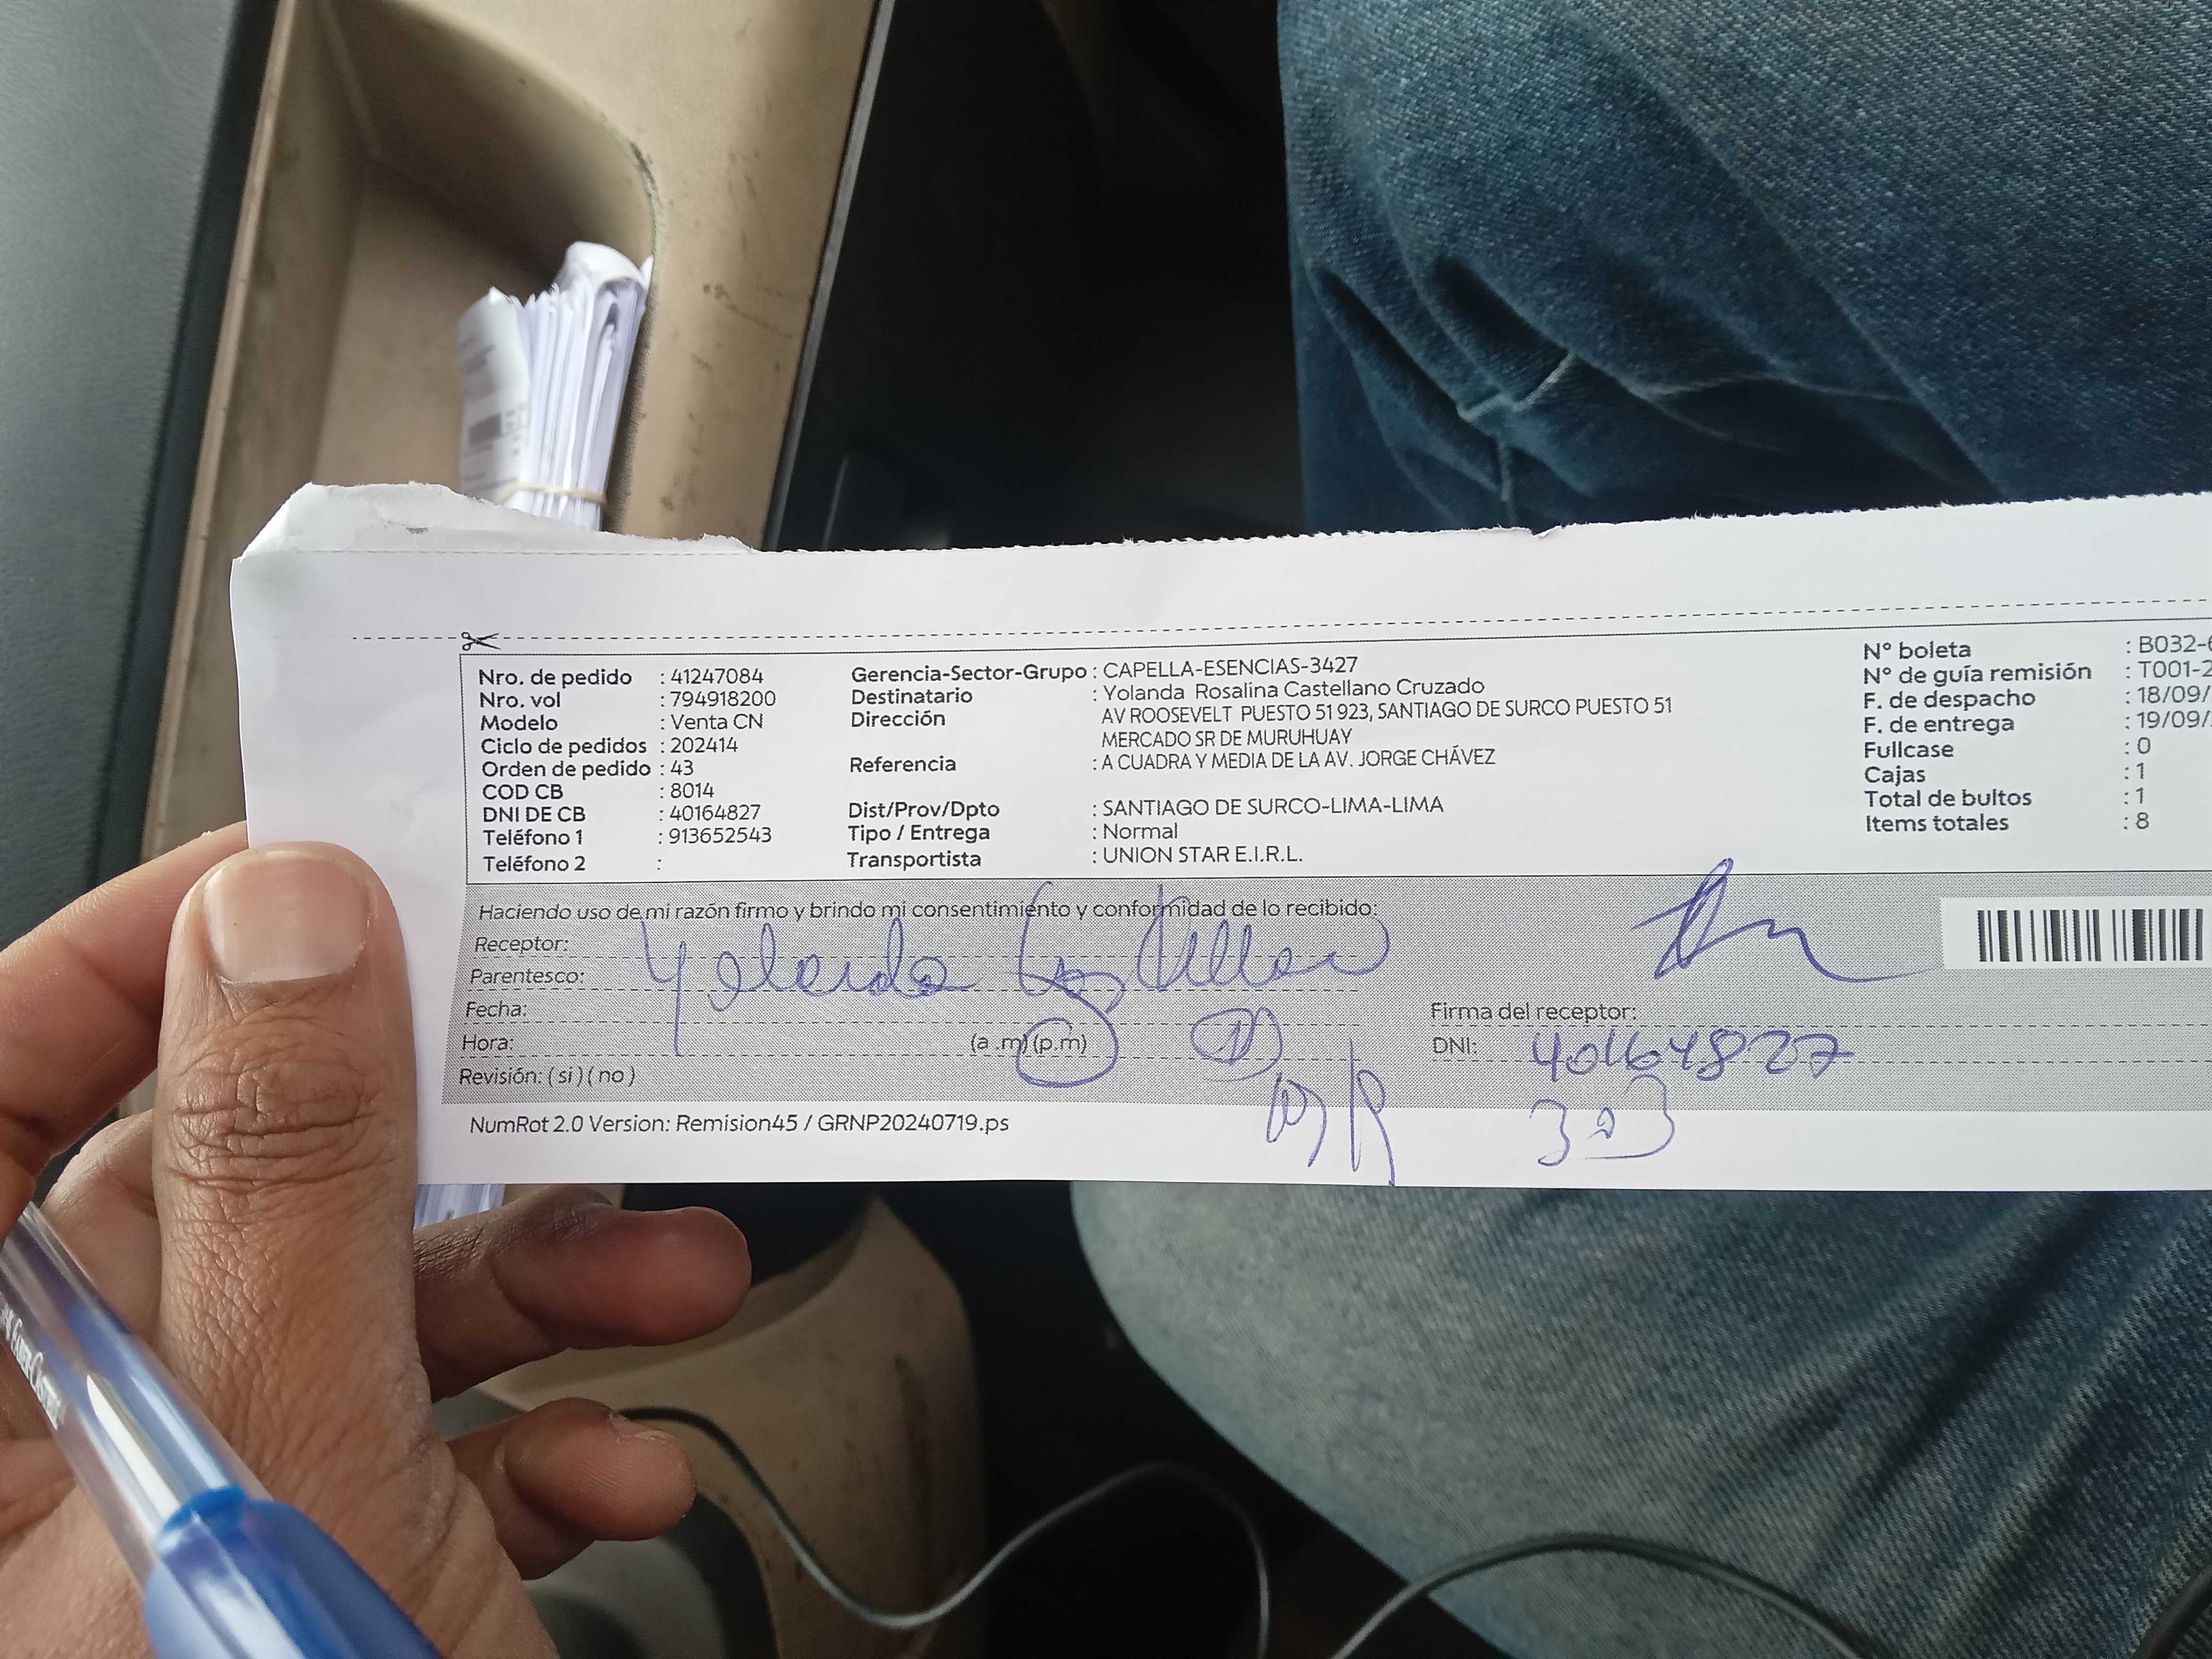 Nro. de pedido : 41247084
Nro. vol : 794918200
Modelo : Venta CN
Ciclo de pedidos : 202414
Orden de pedido : 43
COD CB : 8014
DNI DE CB : 40164827
Teléfono 1 : 913652543
Teléfono 2 :
Gerencia-Sector-Grupo : CAPELLA-ESENCIAS-3427
Destinatario : Yolanda Rosalina Castellano Cruzado
Dirección AV ROOSEVELT PUESTO 51 923, SANTIAGO DE SURCO PUESTO 51
MERCADO SR DE MURUHUAY
Referencia : A CUADRA Y MEDIA DE LA AV. JORGE CHÁVEZ
Dist/Prov/Dpto : SANTIAGO DE SURCO-LIMA-LIMA
Tipo / Entrega : Normal
Transportista : UNION STAR E.I.R.L.
N° boleta : B032-
N° de guía remisión : T001-2
F. de despacho : 18/09/
F. de entrega : 19/09/
Fullcase : 0
Cajas : 1
Total de bultos : 1
Items totales : 8
Haciendo uso de mi razón firmo y brindo mi consentimiento y conformidad de lo recibido:
Receptor: Yolanda
Parentesco:
Fecha:
Hora: (a .m) (p.m)
Revisión: ( si ) ( no )
Firma del receptor:
DNI: 40164827
303
NumRot 2.0 Version: Remision45 / GRNP20240719.ps
FABER-CASTELL